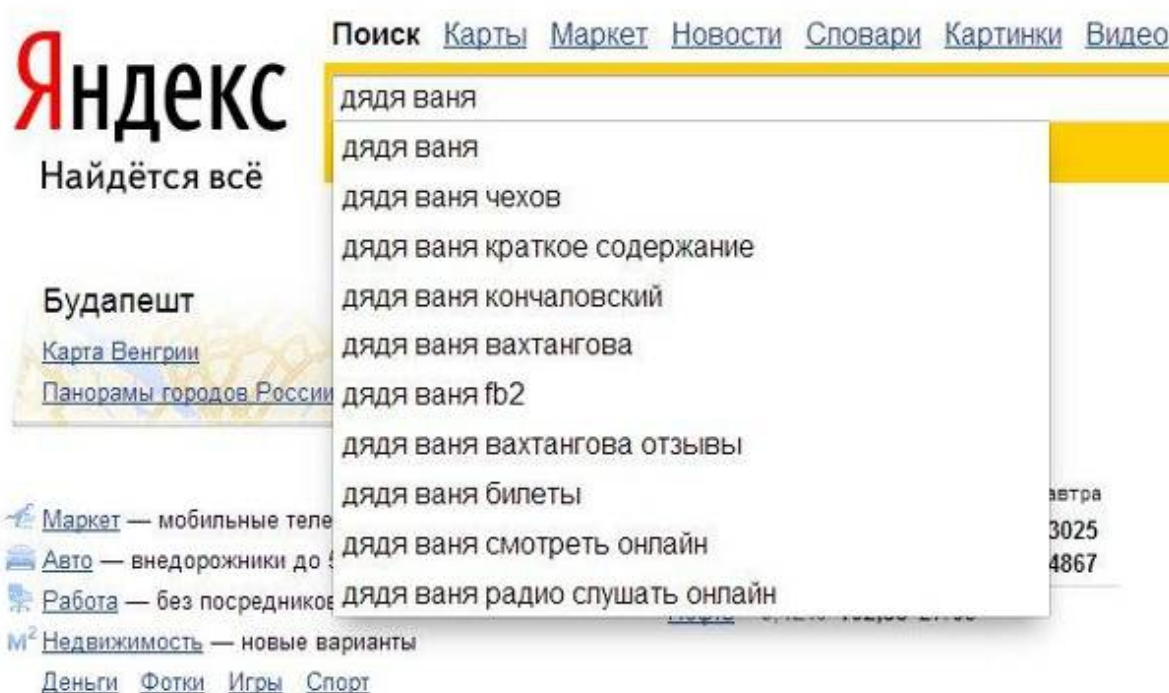 Яндекс
Найдётся всё
Поиск Карты Маркет Новости Словари Картинки Видео
дядя ваня
дядя ваня
дядя ваня чехов
дядя ваня краткое содержание
дядя ваня кончаловский
дядя ваня вахтангова
дядя ваня fb2
дядя ваня вахтангова отзывы
дядя ваня билеты
дядя ваня смотреть онлайн
дядя ваня радио слушать онлайн
Будапешт
Карта Венгрии
Панорамы городов России
Маркет — мобильные теле
Авто — внедорожники до
Работа — без посредников
м² Недвижимость — новые варианты
Деньги Фотки Игры Спорт
автра
3025
4867